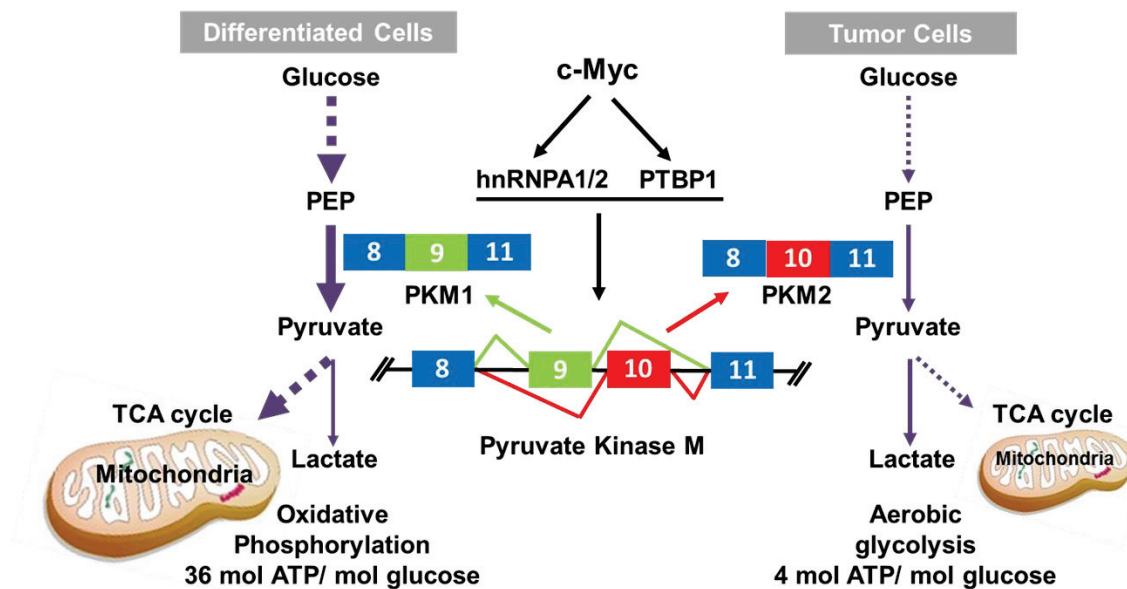 Differentiated Cells
Glucose
PEP
8 9 11
PKM1
Pyruvate
TCA cycle
Mitochondria
Lactate
Oxidative
Phosphorylation
36 mol ATP/ mol glucose
c-Myc
hnRNPA1/2 PTBP1
8 9 10 11
Pyruvate Kinase M
Tumor Cells
Glucose
PEP
8 10 11
PKM2
Pyruvate
TCA cycle
Mitochondria
Lactate
Aerobic
glycolysis
4 mol ATP/ mol glucose